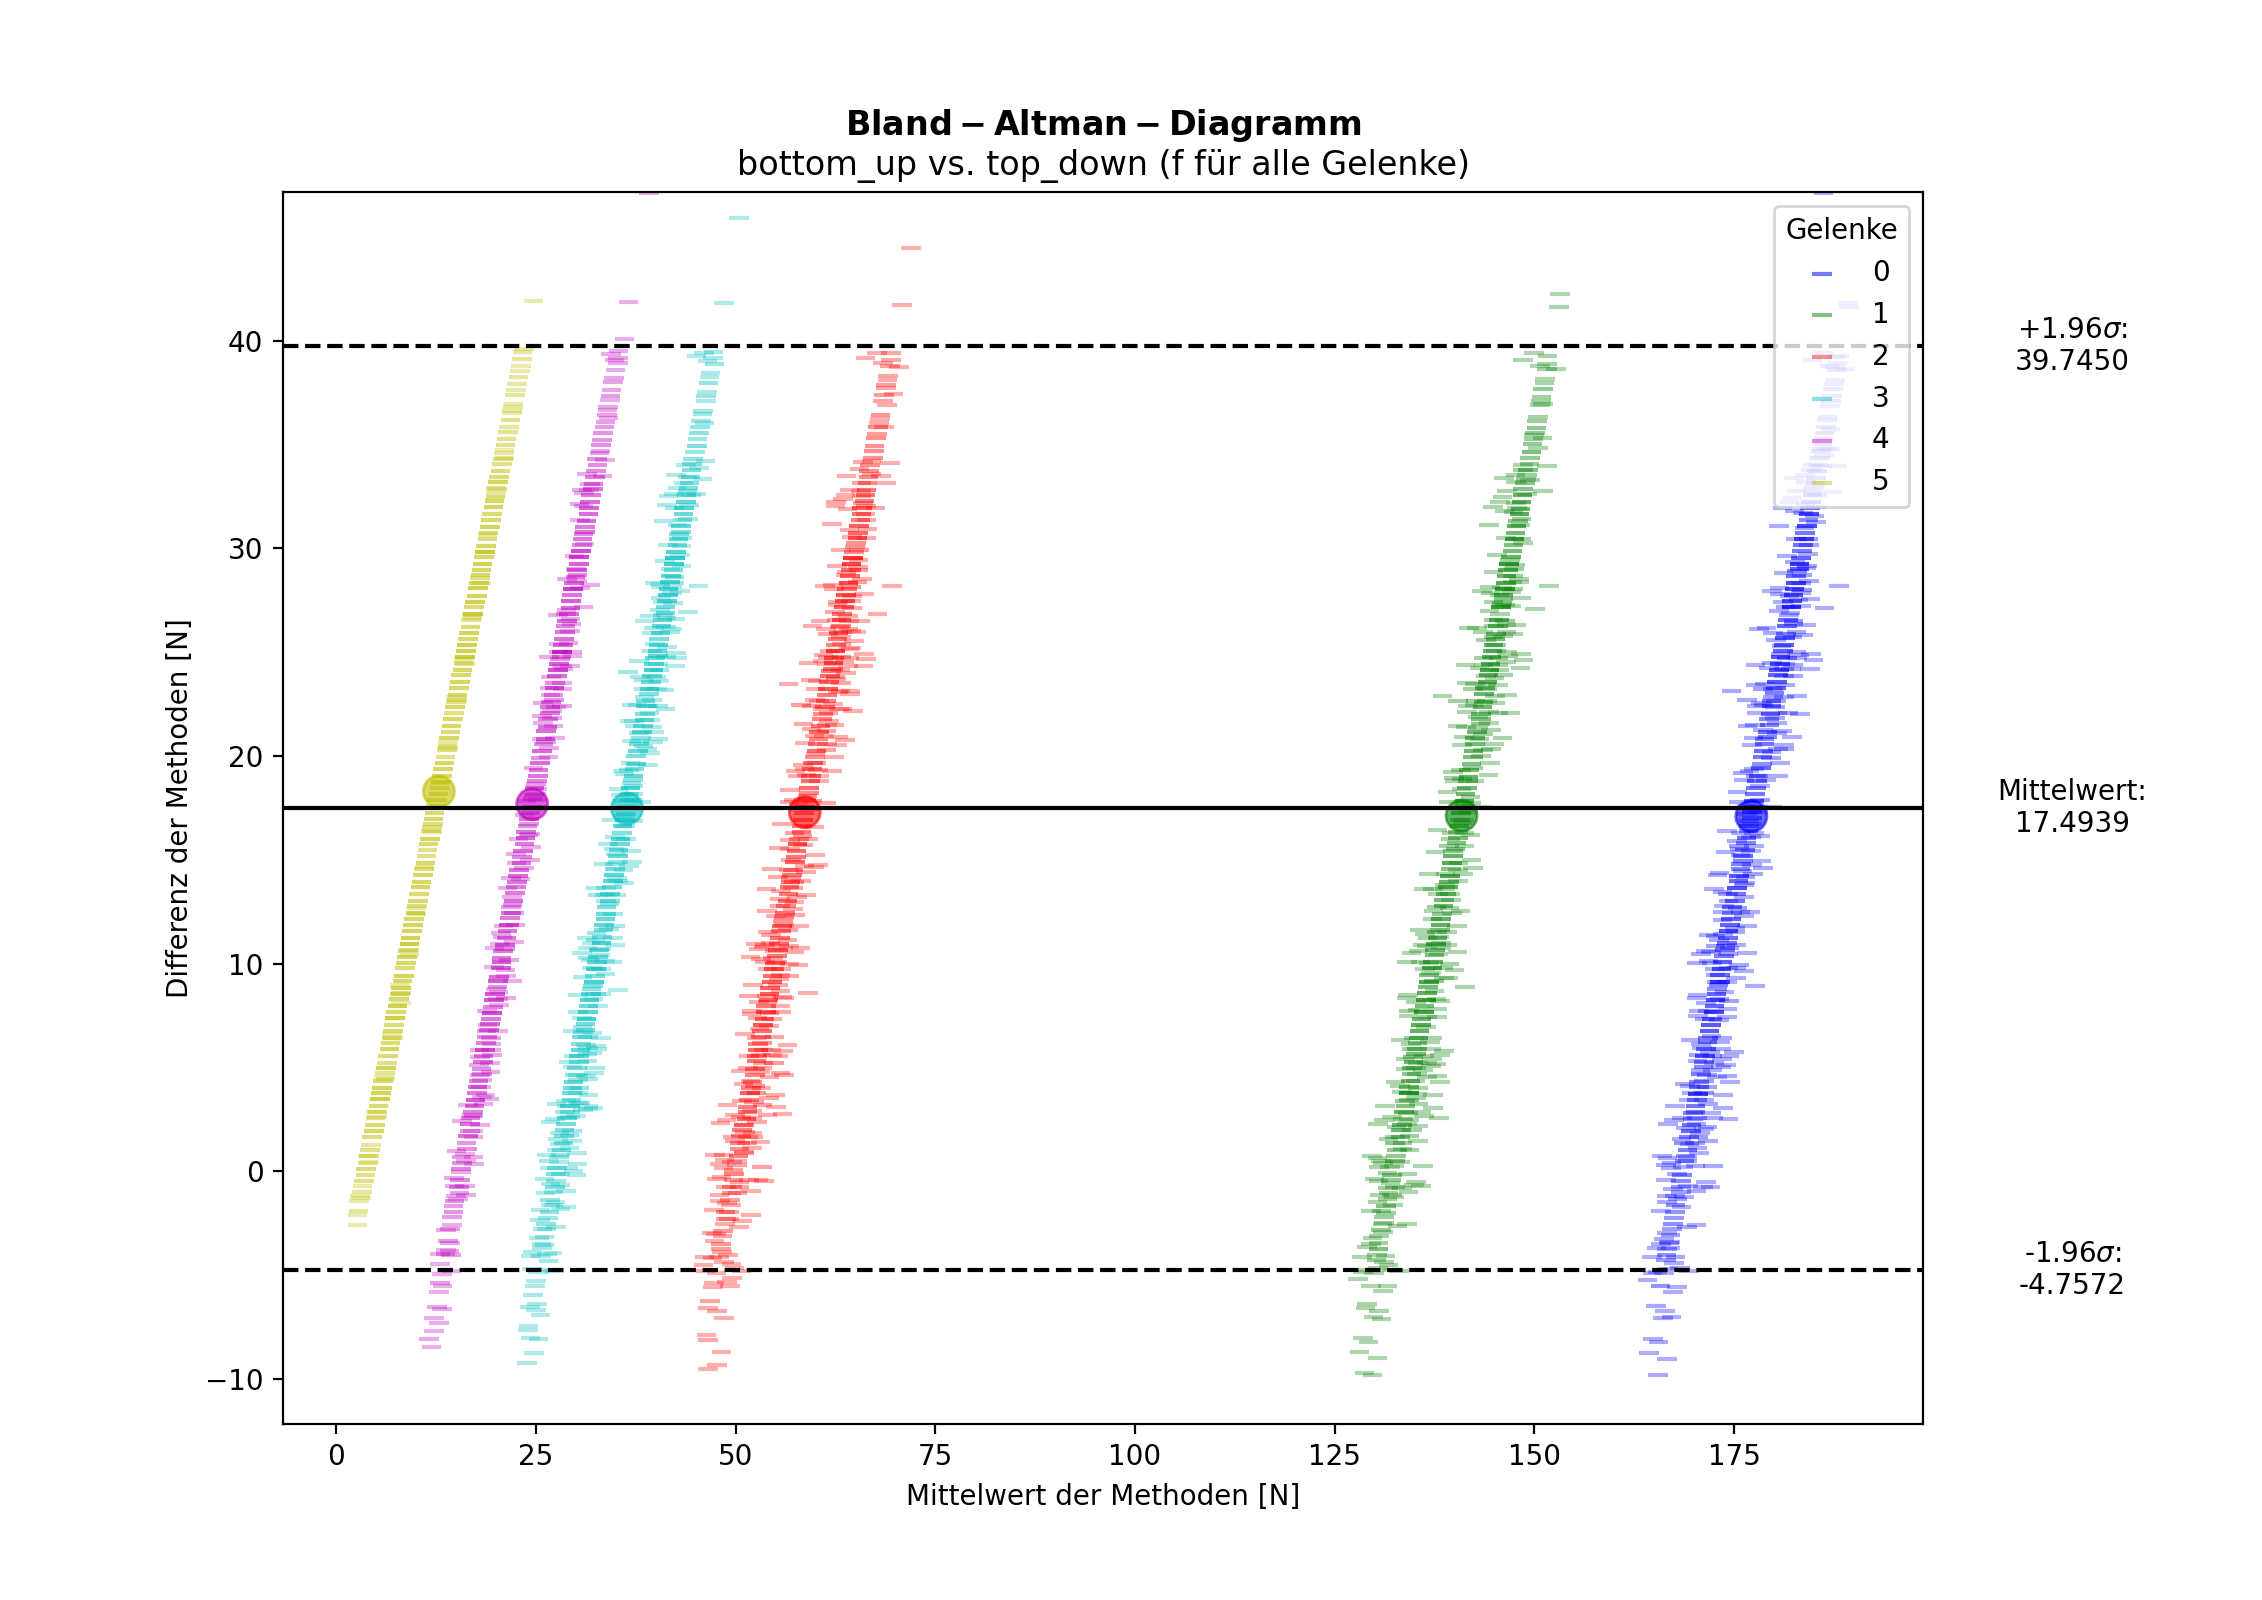 Bland − Altman − Diagramm
bottom_up vs. top_down (f für alle Gelenke)
Gelenke
0
1
2
3
4
5
40
30
20
10
0
−10
Differenz der Methoden [N]
0
25
50
75
100
125
150
175
Mittelwert der Methoden [N]
+1.96σ:
39.7450
Mittelwert:
17.4939
-1.96σ:
-4.7572